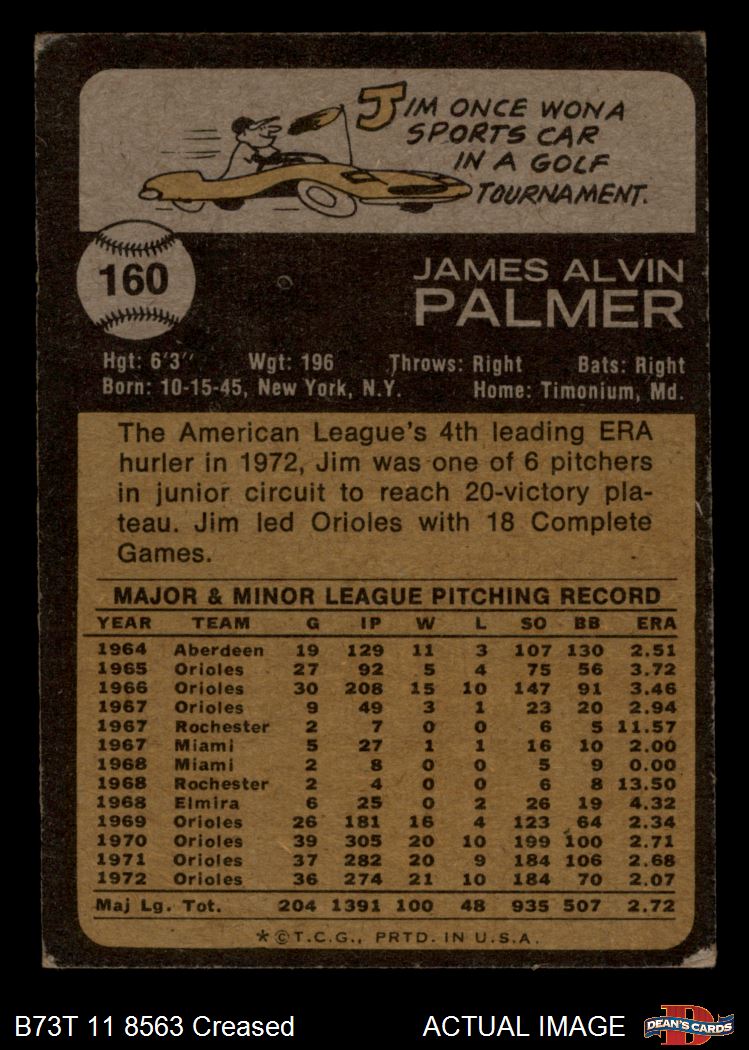 JIM ONCE WON A
SPORTS CAR
IN A GOLF
TOURNAMENT.
160
JAMES ALVIN
PALMER
Hgt: 6'3" Wgt: 196 Throws: Right Bats: Right
Born: 10-15-45, New York, N.Y. Home: Timonium, Md.
The American League's 4th leading ERA
hurler in 1972, Jim was one of 6 pitchers
in junior circuit to reach 20-victory pla-
teau. Jim led Orioles with 18 Complete
Games.
MAJOR & MINOR LEAGUE PITCHING RECORD
YEAR TEAM G IP W L SO BB ERA
1964 Aberdeen 19 129 11 3 107 130 2.51
1965 Orioles 27 92 5 4 75 56 3.72
1966 Orioles 30 208 15 10 147 91 3.46
1967 Orioles 9 49 3 1 23 20 2.94
1967 Rochester 2 7 0 0 6 5 11.57
1967 Miami 5 27 1 1 16 10 2.00
1968 Miami 2 8 0 0 5 9 0.00
1968 Rochester 2 4 0 0 6 8 13.50
1968 Elmira 6 25 0 2 26 19 4.32
1969 Orioles 26 181 16 4 123 64 2.34
1970 Orioles 39 305 20 10 199 100 2.71
1971 Orioles 37 282 20 9 184 106 2.68
1972 Orioles 36 274 21 10 184 70 2.07
Maj Lg. Tot. 204 1391 100 48 935 507 2.72
*©T.C.G., PRTD. IN U.S.A.
B73T 11 8563 Creased ACTUAL IMAGE
DEAN'S CARDS